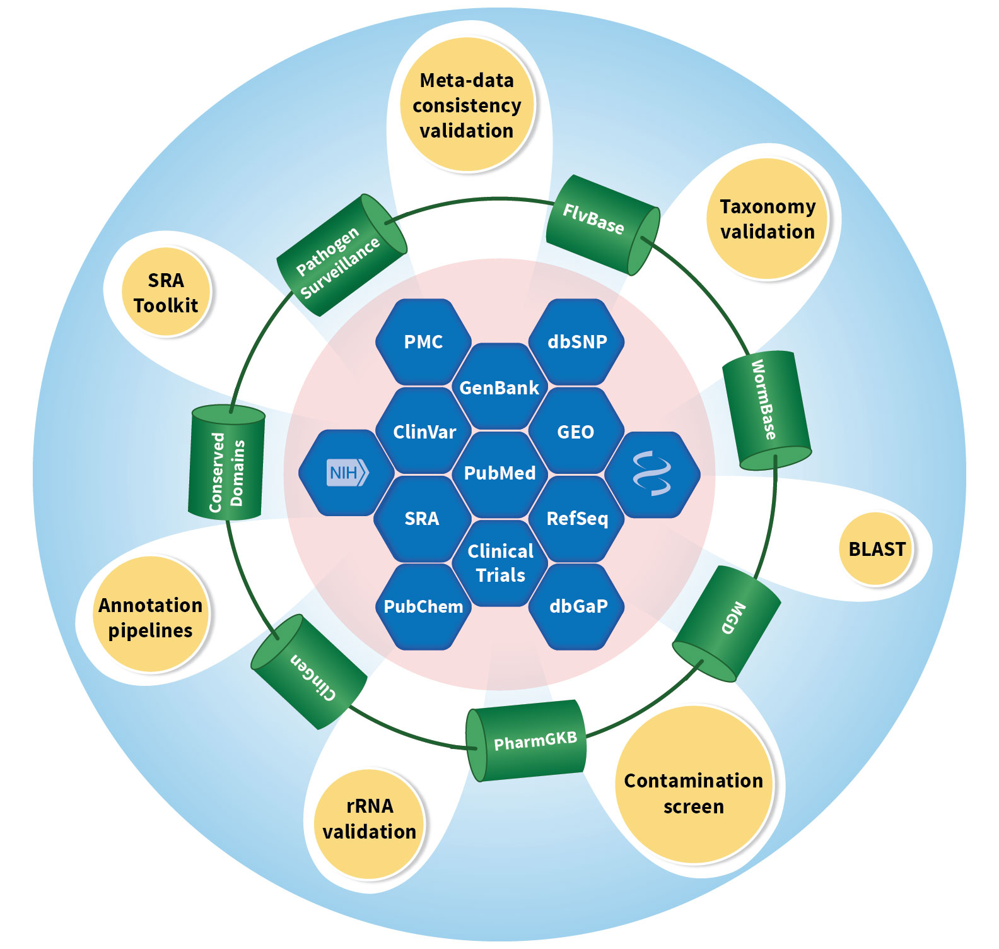 Meta-data
consistency
validation
Taxonomy
validation
FlvBase
Pathogen
Surveillance
SRA
Toolkit
PMC
dbSNP
GenBank
WormBase
ClinVar
GEO
Conserved
Domains
NIH
PubMed
SRA
RefSeq
BLAST
Clinical
Trials
PubChem
dbGaP
MGD
Annotation
pipelines
ClinGen
PharmGKB
Contamination
screen
rRNA
validation